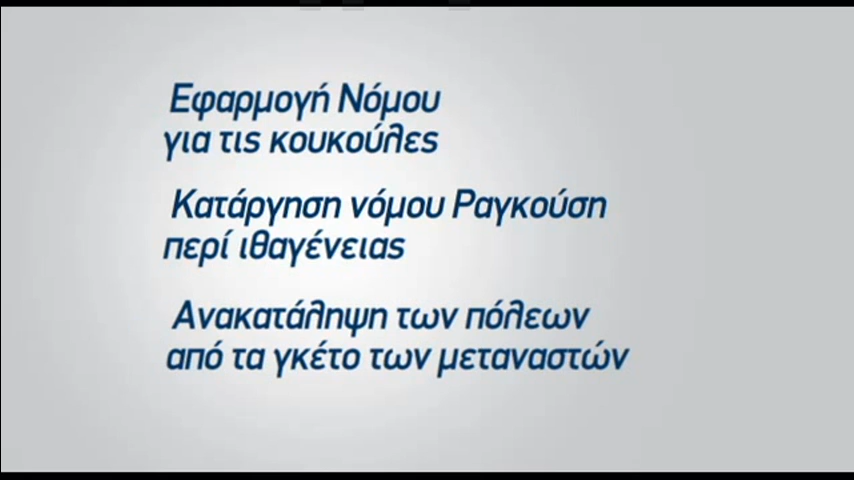 Εφαρμογή Νόμου
για τις κουκούλες
Κατάργηση νόμου Ραγκούση
περί ιθαγένειας
Ανακατάληψη των πόλεων
από τα γκέτο των μεταναστών